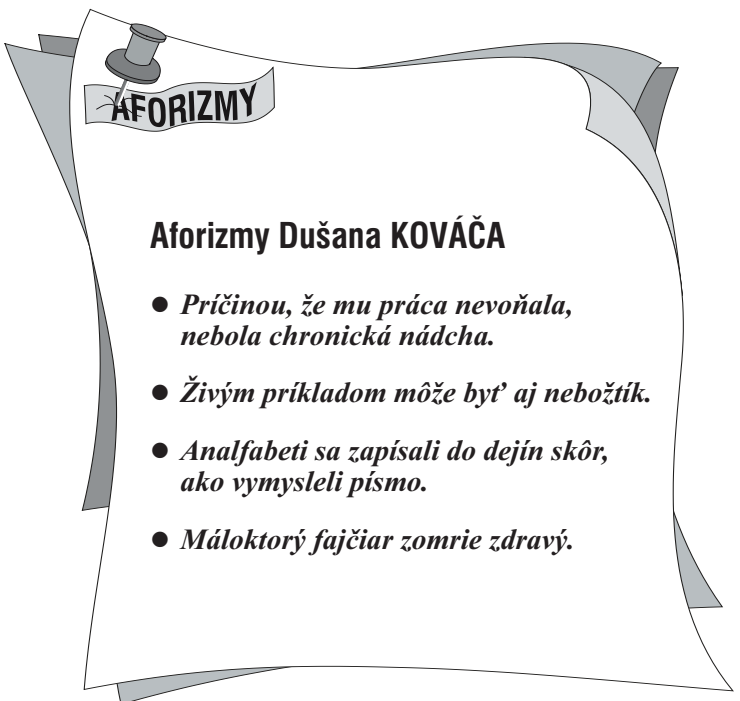 AFORIZMY
Aforizmy Dušana KOVÁČA
● Príčinou, že mu práca nevoňala,
nebola chronická nádcha.
● Živým príkladom môže byť aj nebožtík.
● Analfabeti sa zapísali do dejín skôr,
ako vymysleli písmo.
● Máloktorý fajčiar zomrie zdravý.